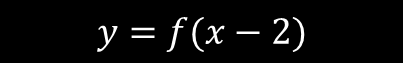 y = f(x − 2)